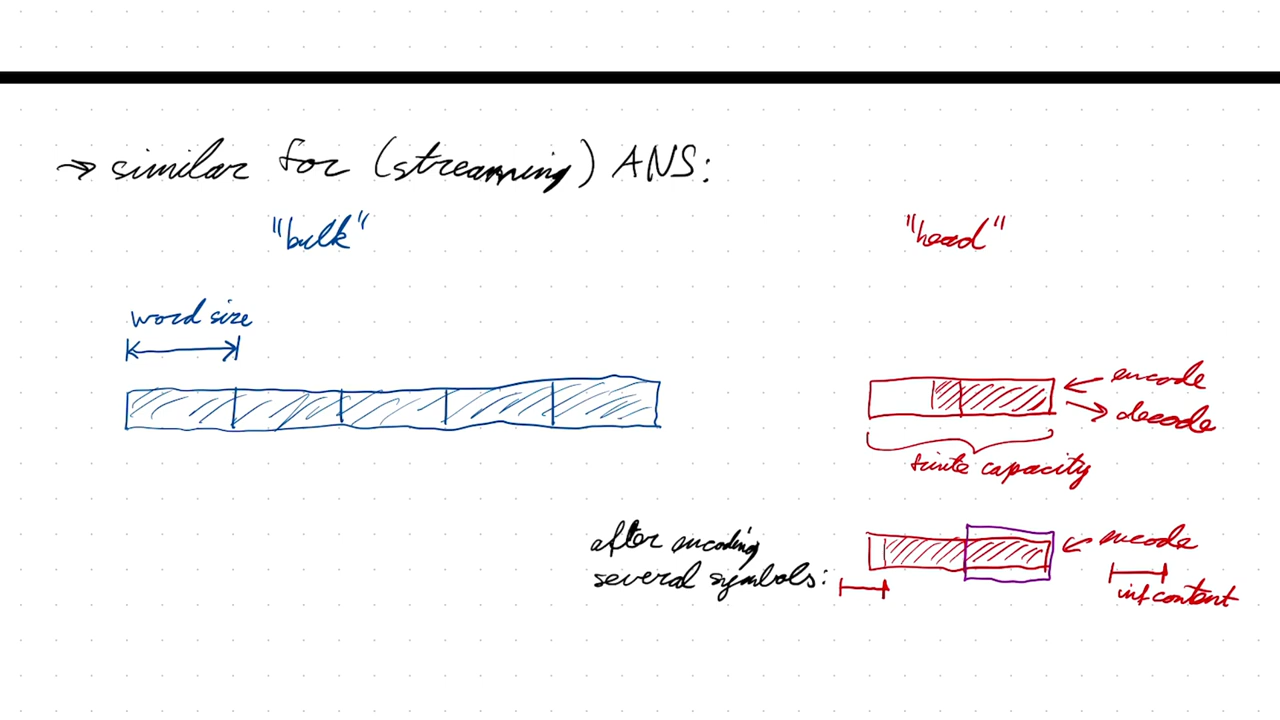 → similar for (streaming) ANS:
"bulk"
"head"
word size
encode
decode
finite capacity
after encoding
several symbols:
encode
inf content